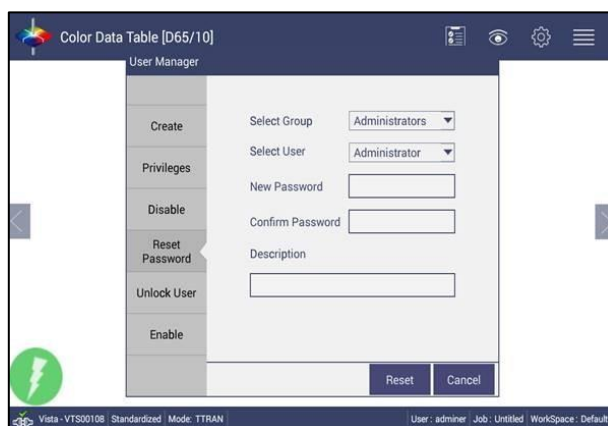 Color Data Table [D65/10]
User Manager
Create
Privileges
Disable
Reset
Password
Unlock User
Enable
Select Group Administrators
Select User Administrator
New Password
Confirm Password
Description
Reset Cancel
Vista - VTS00108 Standardized Mode: TTRAN User : adminer Job : Untitled WorkSpace : Default